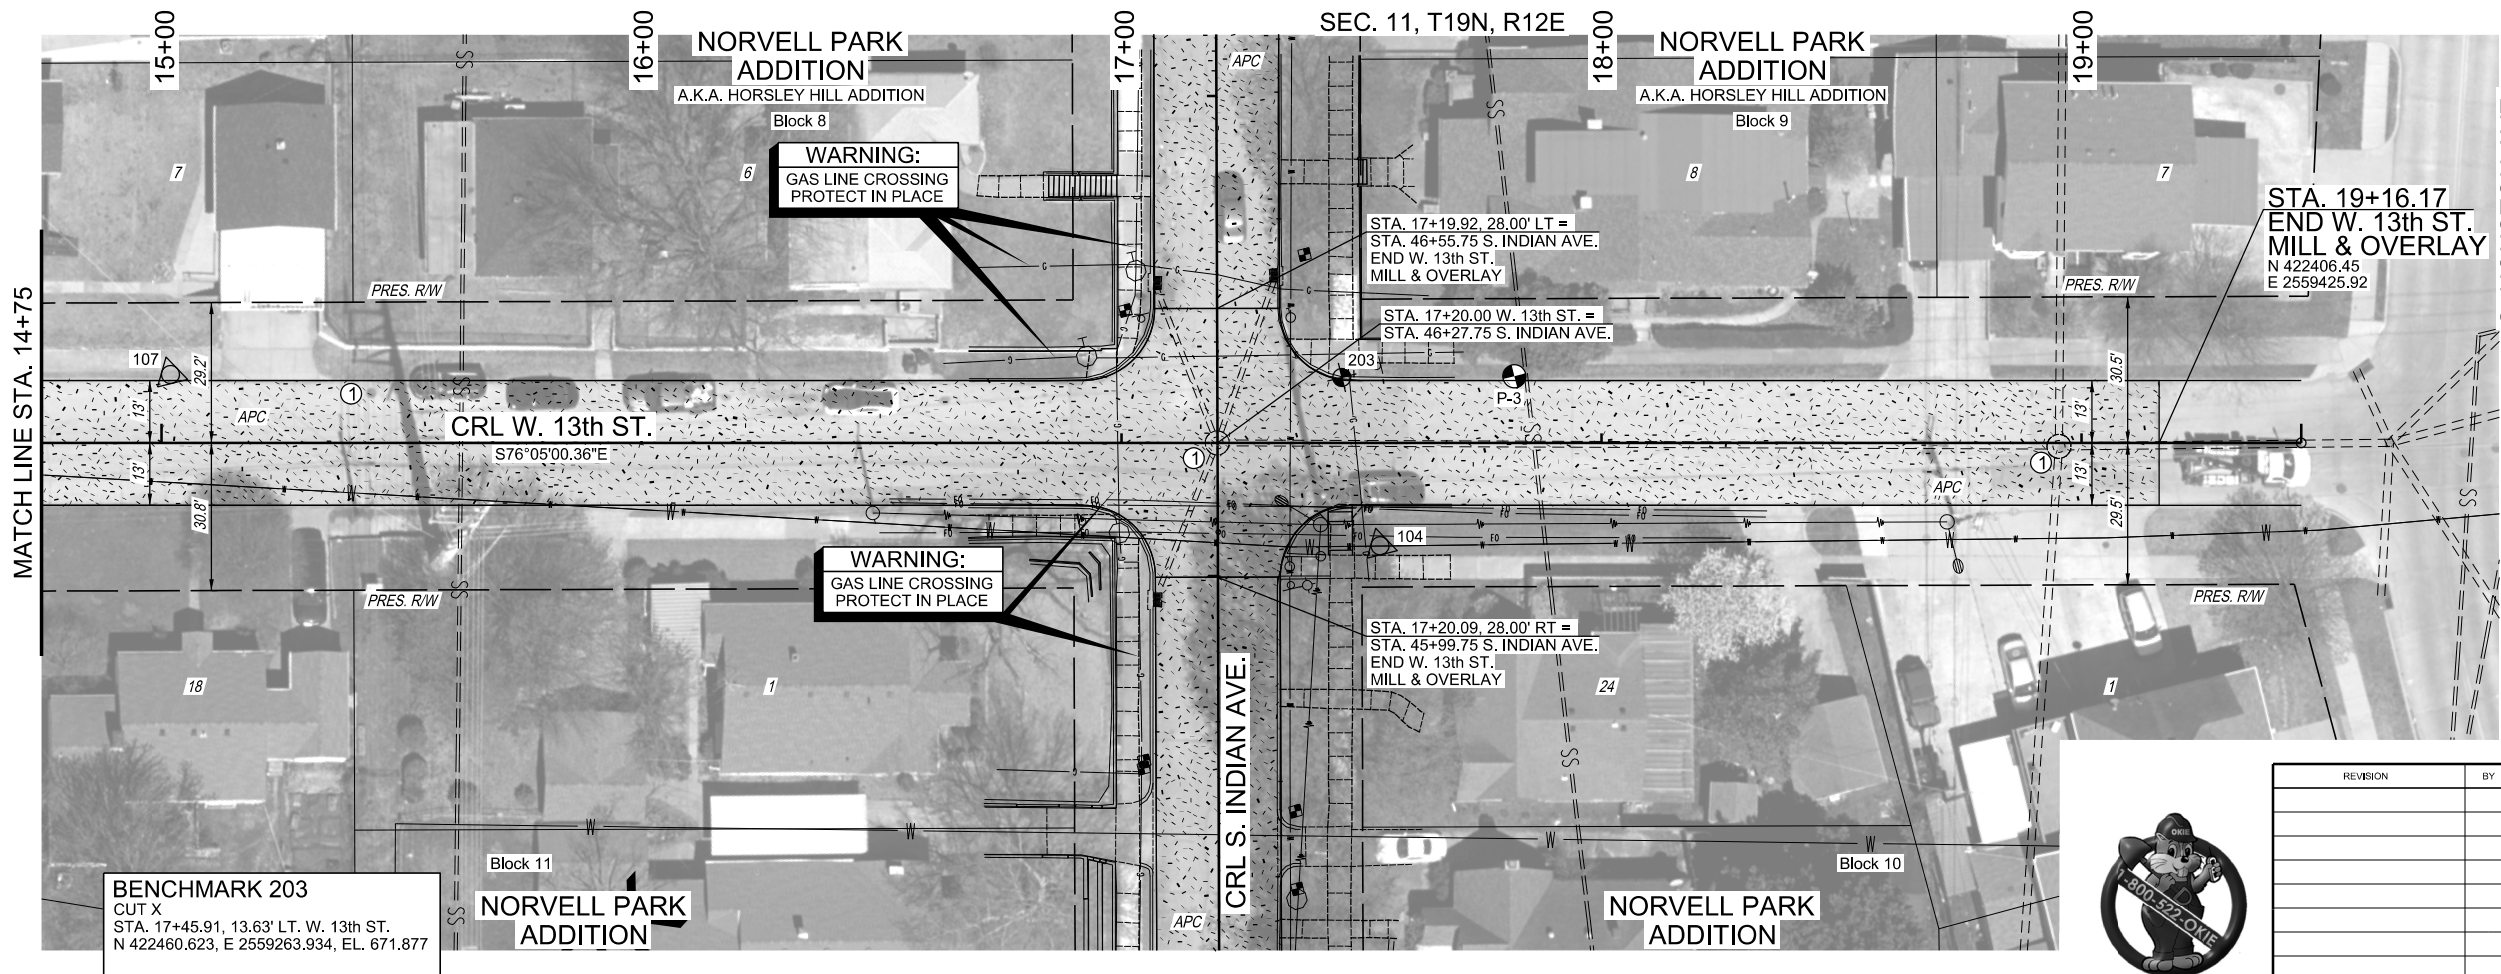 SEC. 11, T19N, R12E
15+00
16+00
17+00
18+00
19+00
NORVELL PARK
ADDITION
A.K.A. HORSLEY HILL ADDITION
Block 8
NORVELL PARK
ADDITION
A.K.A. HORSLEY HILL ADDITION
Block 9
APC
7
6
8
7
WARNING:
GAS LINE CROSSING
PROTECT IN PLACE
STA. 17+19.92, 28.00' LT =
STA. 46+55.75 S. INDIAN AVE.
END W. 13th ST.
MILL & OVERLAY
STA. 19+16.17
END W. 13th ST.
MILL & OVERLAY
N 422406.45
E 2559425.92
PRES. R/W
PRES. R/W
STA. 17+20.00 W. 13th ST. =
STA. 46+27.75 S. INDIAN AVE.
MATCH LINE STA. 14+75
107
29.2'
203
30.5'
13'
APC
1
P-3
13'
CRL W. 13th ST.
S76°05'00.36"E
1
1
13'
30.8'
13'
APC
29.5'
104
WARNING:
GAS LINE CROSSING
PROTECT IN PLACE
PRES. R/W
PRES. R/W
STA. 17+20.09, 28.00' RT =
STA. 45+99.75 S. INDIAN AVE.
END W. 13th ST.
MILL & OVERLAY
18
1
24
1
CRL S. INDIAN AVE.
Block 11
Block 10
NORVELL PARK
ADDITION
NORVELL PARK
ADDITION
APC
BENCHMARK 203
CUT X
STA. 17+45.91, 13.63' LT. W. 13th ST.
N 422460.623, E 2559263.934, EL. 671.877
REVISION
BY
OKIE
1-800-522-OKIE